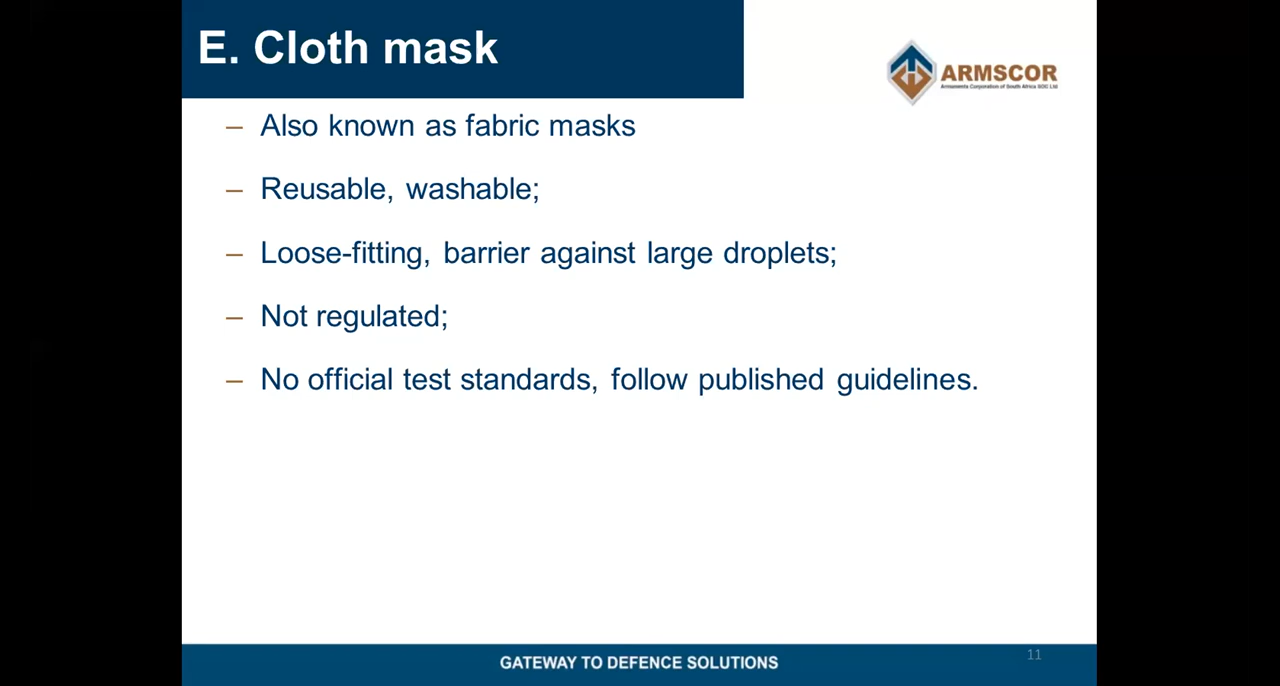 E. Cloth mask
ARMSCOR
Armaments Corporation of South Africa SOC Ltd
– Also known as fabric masks
– Reusable, washable;
– Loose-fitting, barrier against large droplets;
– Not regulated;
– No official test standards, follow published guidelines.
GATEWAY TO DEFENCE SOLUTIONS
11